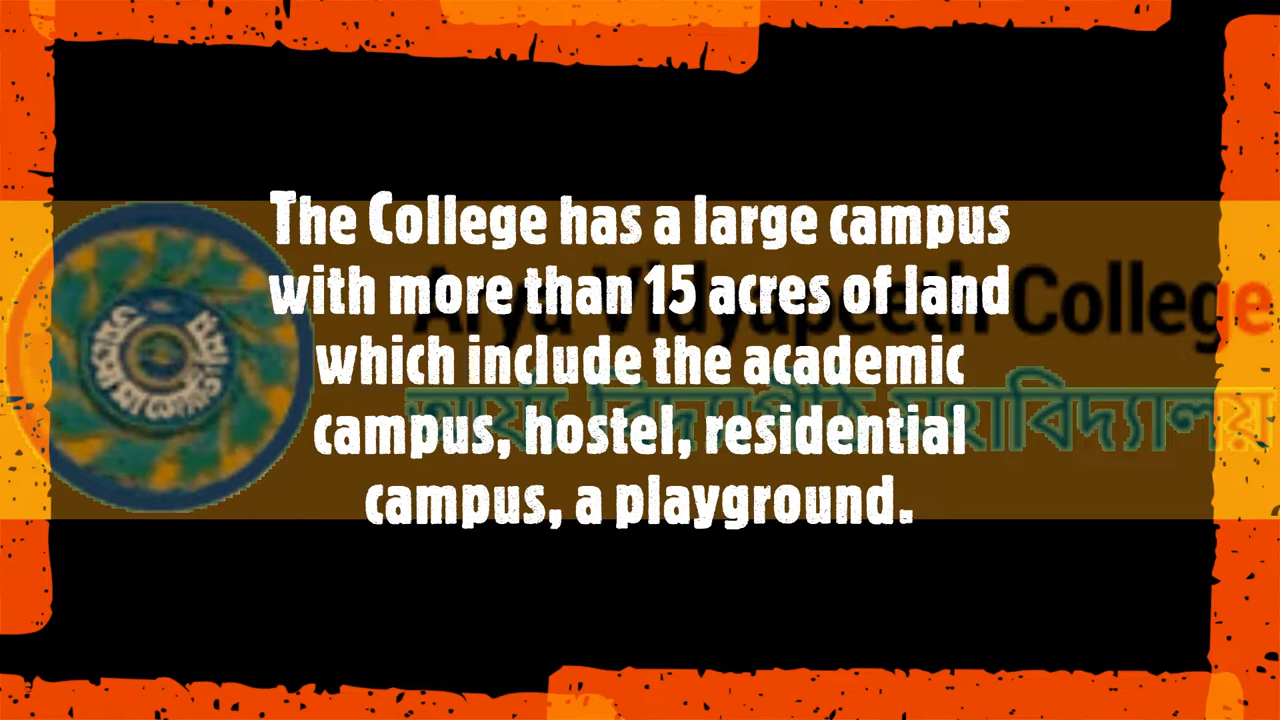 The College has a large campus
with more than 15 acres of land
which include the academic
campus, hostel, residential
campus, a playground.
Arya Vidyapeeth College
আৰ্য্য বিদ্যাপীঠ মহাবিদ্যালয়